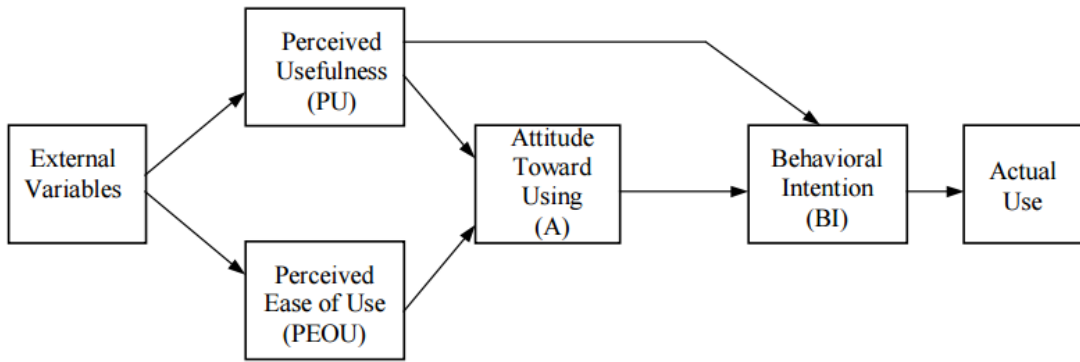 External
Variables
Perceived
Usefulness
(PU)
Perceived
Ease of Use
(PEOU)
Attitude
Toward
Using
(A)
Behavioral
Intention
(BI)
Actual
Use